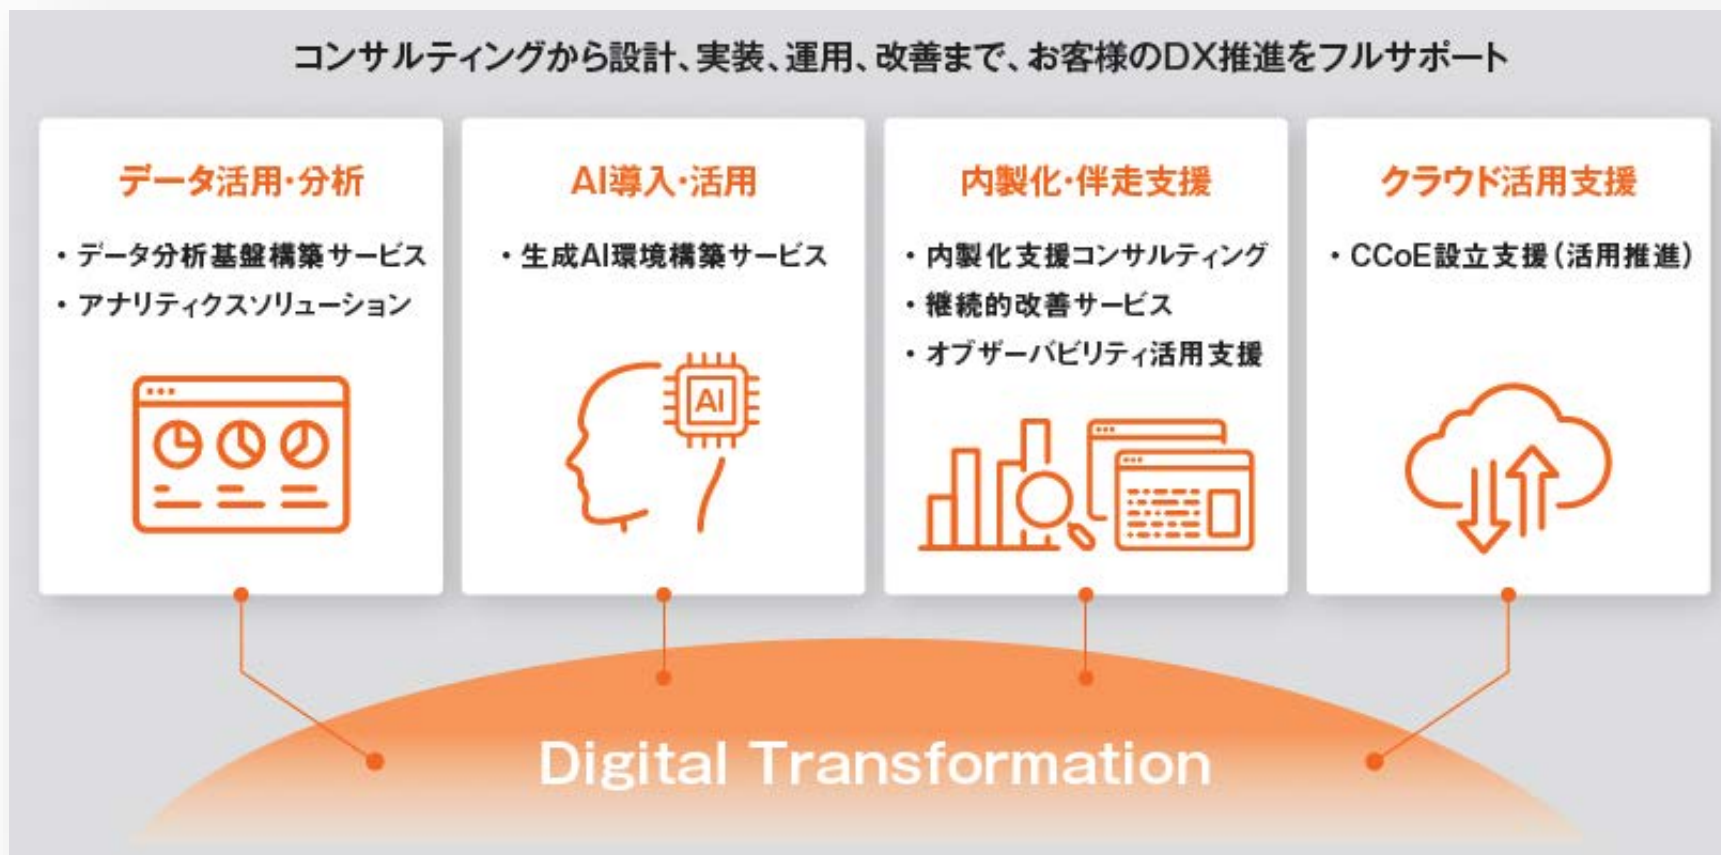 コンサルティングから設計、実装、運用、改善まで、お客様のDX推進をフルサポート
データ活用・分析
・データ分析基盤構築サービス
・アナリティクスソリューション
AI導入・活用
・生成AI環境構築サービス
AI
内製化・伴走支援
・内製化支援コンサルティング
・継続的改善サービス
・オブザーバビリティ活用支援
クラウド活用支援
・CCoE設立支援(活用推進)
Digital Transformation